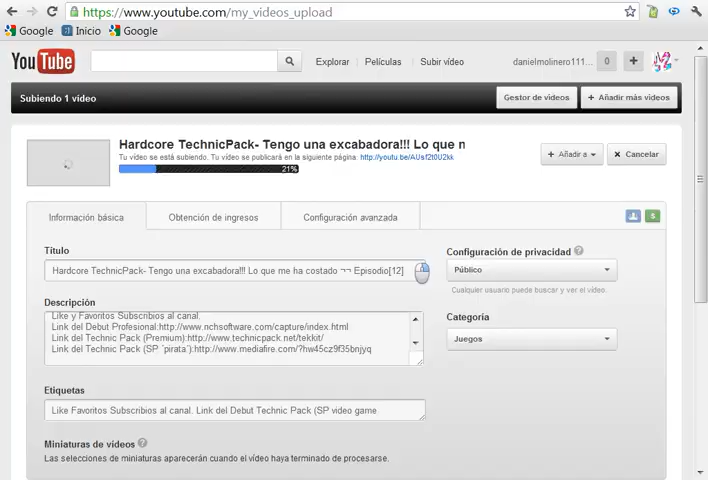 https://www.youtube.com/my_videos_upload
Google Inicio Google
YouTube Explorar Películas Subir vídeo danielmolinero111... 0
Subiendo 1 vídeo Gestor de vídeos + Añadir más vídeos
Hardcore TechnicPack- Tengo una excabadora!!! Lo que n
Tu vídeo se está subiendo. Tu vídeo se publicará en la siguiente página: http://youtu.be/AUsf2t0U2kk
+ Añadir a Cancelar
21%
Información básica Obtención de ingresos Configuración avanzada
Título
Hardcore TechnicPack- Tengo una excabadora!!! Lo que me ha costado ¬¬ Episodio[12]
Descripción
Like y Favoritos Subscribios al canal.
Link del Debut Profesional:http://www.nchsoftware.com/capture/index.html
Link del Technic Pack (Premium):http://www.technicpack.net/tekkit/
Link del Technic Pack (SP ´pirata´):http://www.mediafire.com/?hw45cz9f35bnjyq
Etiquetas
Like Favoritos Subscribios al canal. Link del Debut Technic Pack (SP video game
Miniaturas de vídeos
Las selecciones de miniaturas aparecerán cuando el vídeo haya terminado de procesarse.
Configuración de privacidad
Público
Cualquier usuario puede buscar y ver el vídeo.
Categoría
Juegos